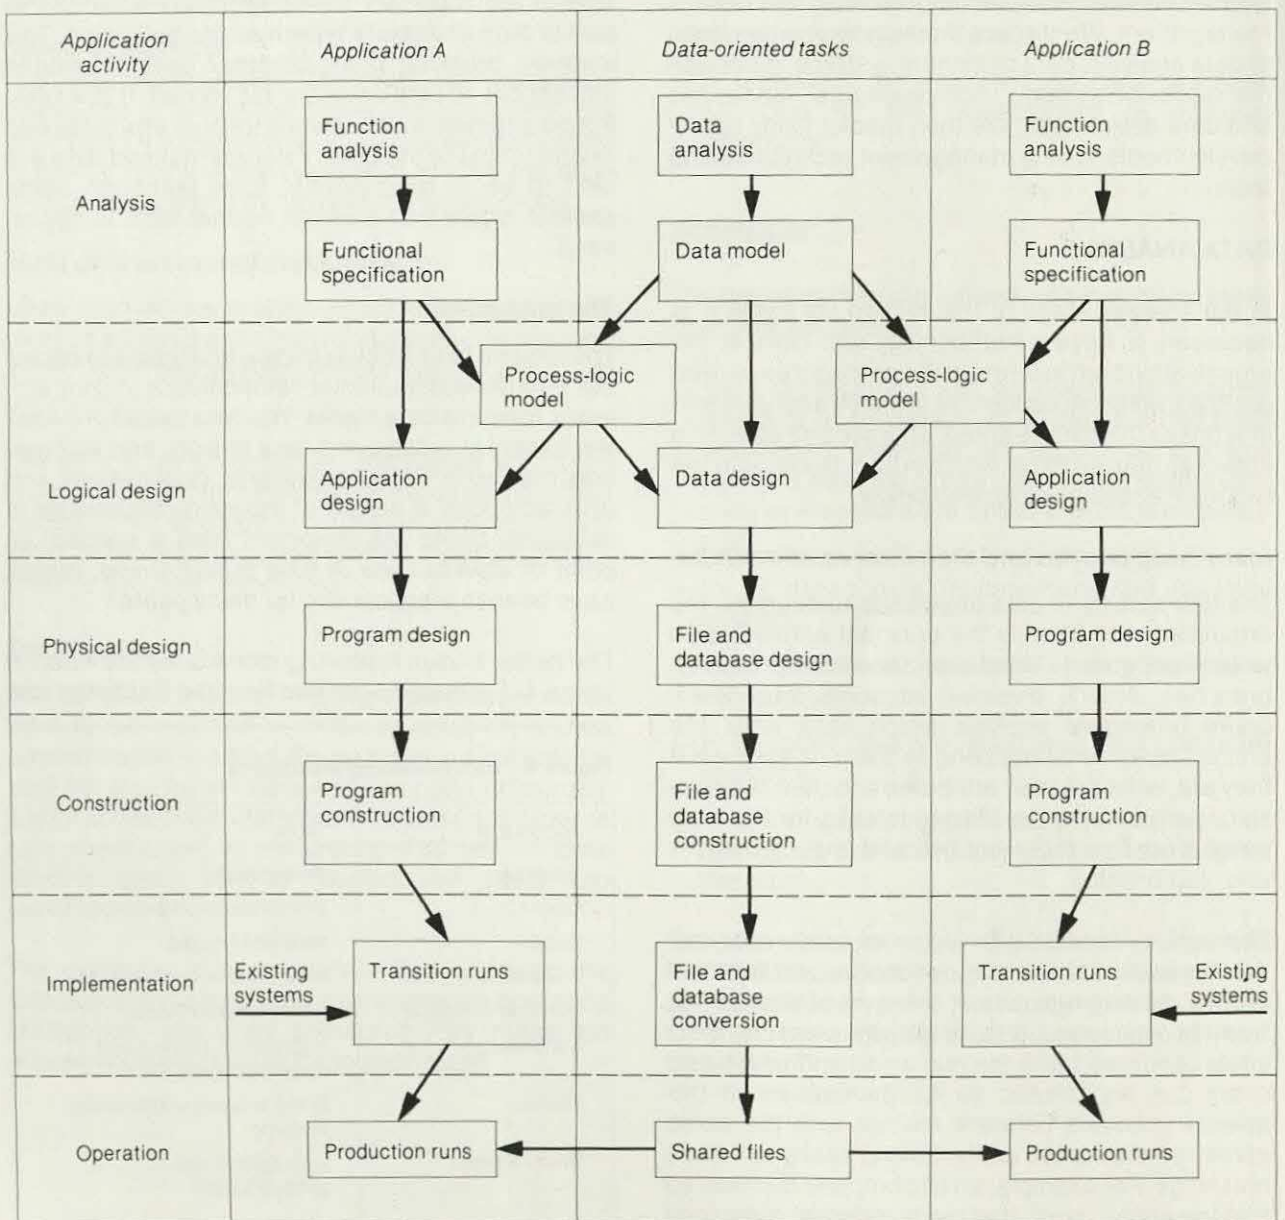 Application
activity
Application A
Data-oriented tasks
Application B
Function
analysis
Data
analysis
Function
analysis
Analysis
Functional
specification
Data model
Functional
specification
Process-logic
model
Process-logic
model
Logical design
Application
design
Data design
Application
design
Physical design
Program design
File and
database design
Program design
Construction
Program
construction
File and
database
construction
Program
construction
Implementation
Existing
systems
Transition runs
File and
database
conversion
Transition runs
Existing
systems
Operation
Production runs
Shared files
Production runs